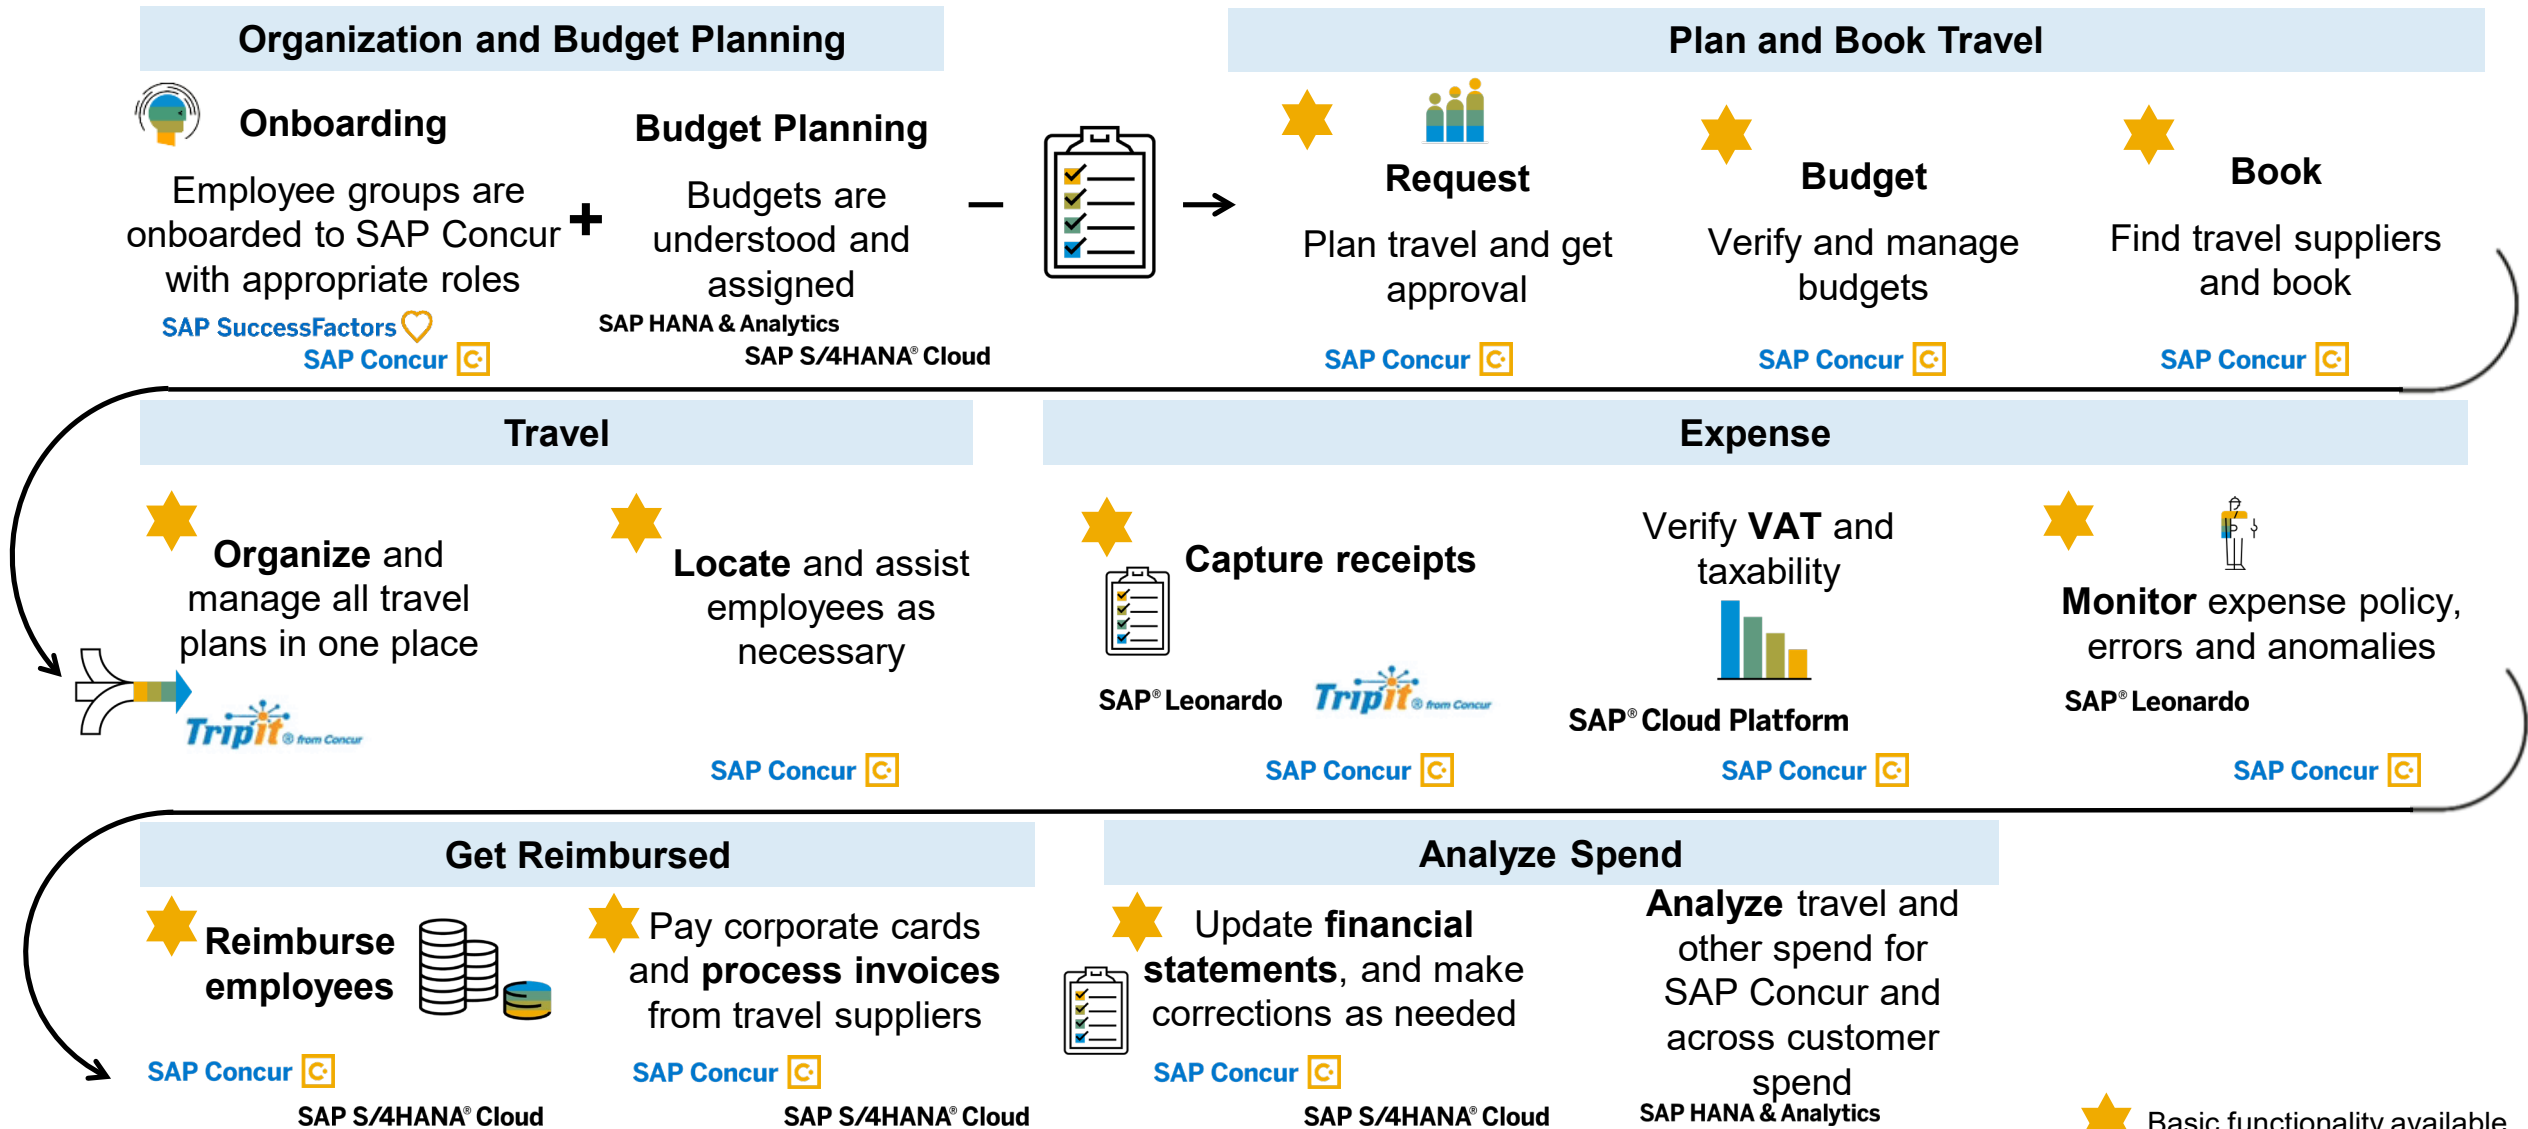 Organization and Budget Planning
Plan and Book Travel
Onboarding
Employee groups are
onboarded to SAP Concur
with appropriate roles
SAP SuccessFactors
SAP Concur
+
Budget Planning
Budgets are
understood and
assigned
SAP HANA & Analytics
SAP S/4HANA® Cloud
Request
Plan travel and get
approval
SAP Concur
Budget
Verify and manage
budgets
SAP Concur
Book
Find travel suppliers
and book
SAP Concur
Travel
Expense
Organize and
manage all travel
plans in one place
TripIt® from Concur
Locate and assist
employees as
necessary
SAP Concur
Capture receipts
SAP® Leonardo
TripIt® from Concur
SAP Concur
Verify VAT and
taxability
SAP® Cloud Platform
SAP Concur
Monitor expense policy,
errors and anomalies
SAP® Leonardo
SAP Concur
Get Reimbursed
Analyze Spend
Reimburse
employees
SAP Concur
SAP S/4HANA® Cloud
Pay corporate cards
and process invoices
from travel suppliers
SAP Concur
SAP S/4HANA® Cloud
Update financial
statements, and make
corrections as needed
SAP Concur
SAP S/4HANA® Cloud
Analyze travel and
other spend for
SAP Concur and
across customer
spend
SAP HANA & Analytics
Basic functionality available